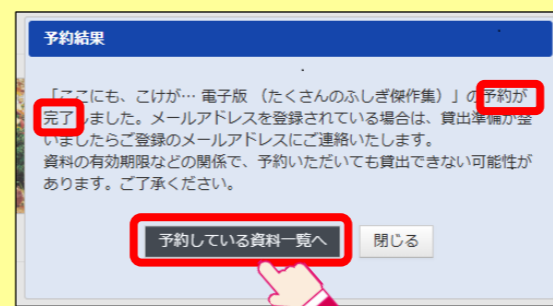 予約結果
「ここにも、こけが… 電子版 （たくさんのふしぎ傑作集）」の予約が
完了しました。メールアドレスを登録されている場合は、貸出準備が整
いましたらご登録のメールアドレスにご連絡いたします。
資料の有効期限などの関係で、予約いただいても貸出できない可能性が
あります。ご了承ください。
予約している資料一覧へ
閉じる